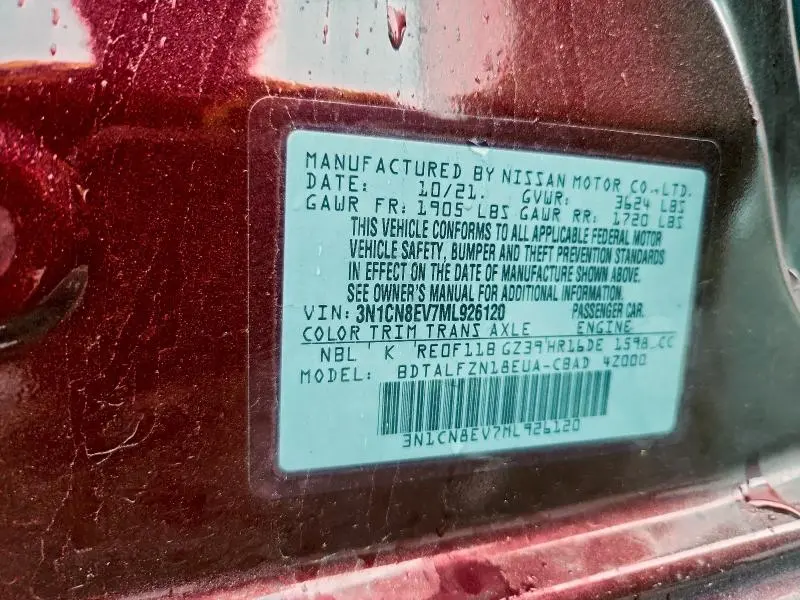 MANUFACTURED BY NISSAN MOTOR CO.,LTD.
DATE: 10/21. GVWR: 3624 LBS
GAWR FR: 1905 LBS GAWR RR: 1720 LBS
THIS VEHICLE CONFORMS TO ALL APPLICABLE FEDERAL MOTOR
VEHICLE SAFETY, BUMPER AND THEFT PREVENTION STANDARDS
IN EFFECT ON THE DATE OF MANUFACTURE SHOWN ABOVE.
SEE OWNER'S MANUAL FOR ADDITIONAL INFORMATION.
VIN: 3N1CN8EV7ML926120 PASSENGER CAR.
COLOR TRIM TRANS AXLE ENGINE
NBL K RE0F11B GZ39 HR16DE 1598 CC
MODEL: BDTALFZN18EUA-CBAD 4Z000
3N1CN8EV7ML926120